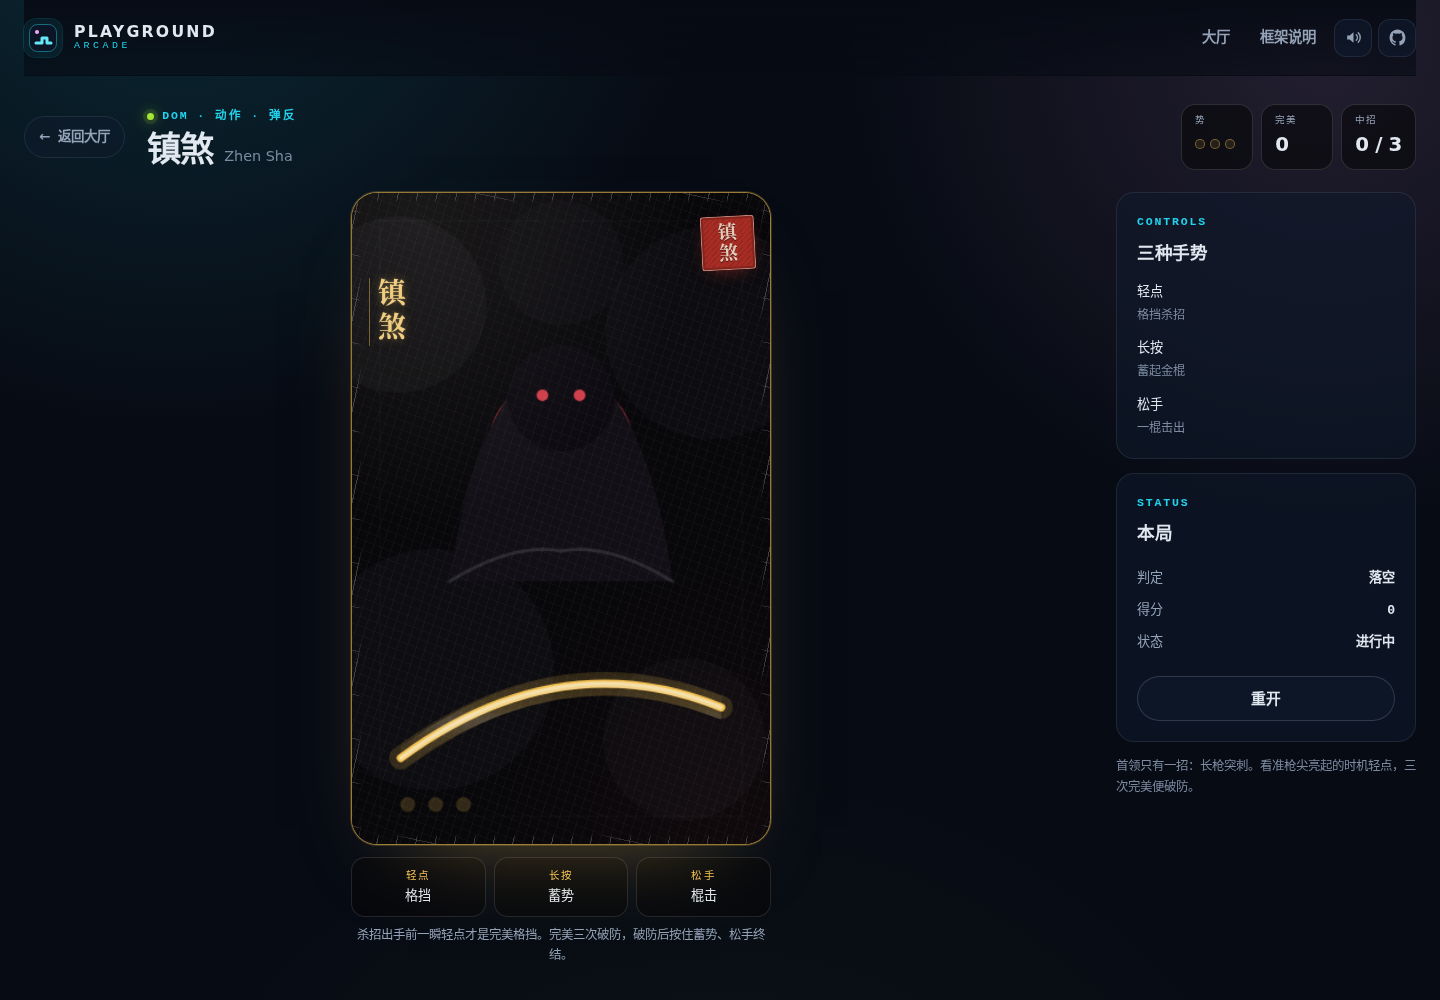 PLAYGROUND
ARCADE
大厅
框架说明
← 返回大厅
DOM · 动作 · 弹反
镇煞 Zhen Sha
势
完美
0
中招
0 / 3
镇煞
镇煞
CONTROLS
三种手势
轻点
格挡杀招
长按
蓄起金棍
松手
一棍击出
STATUS
本局
判定 落空
得分 0
状态 进行中
重开
首领只有一招：长枪突刺。看准枪尖亮起的时机轻点，三
次完美便破防。
轻点
格挡
长按
蓄势
松手
棍击
杀招出手前一瞬轻点才是完美格挡。完美三次破防，破防后按住蓄势、松手终
结。